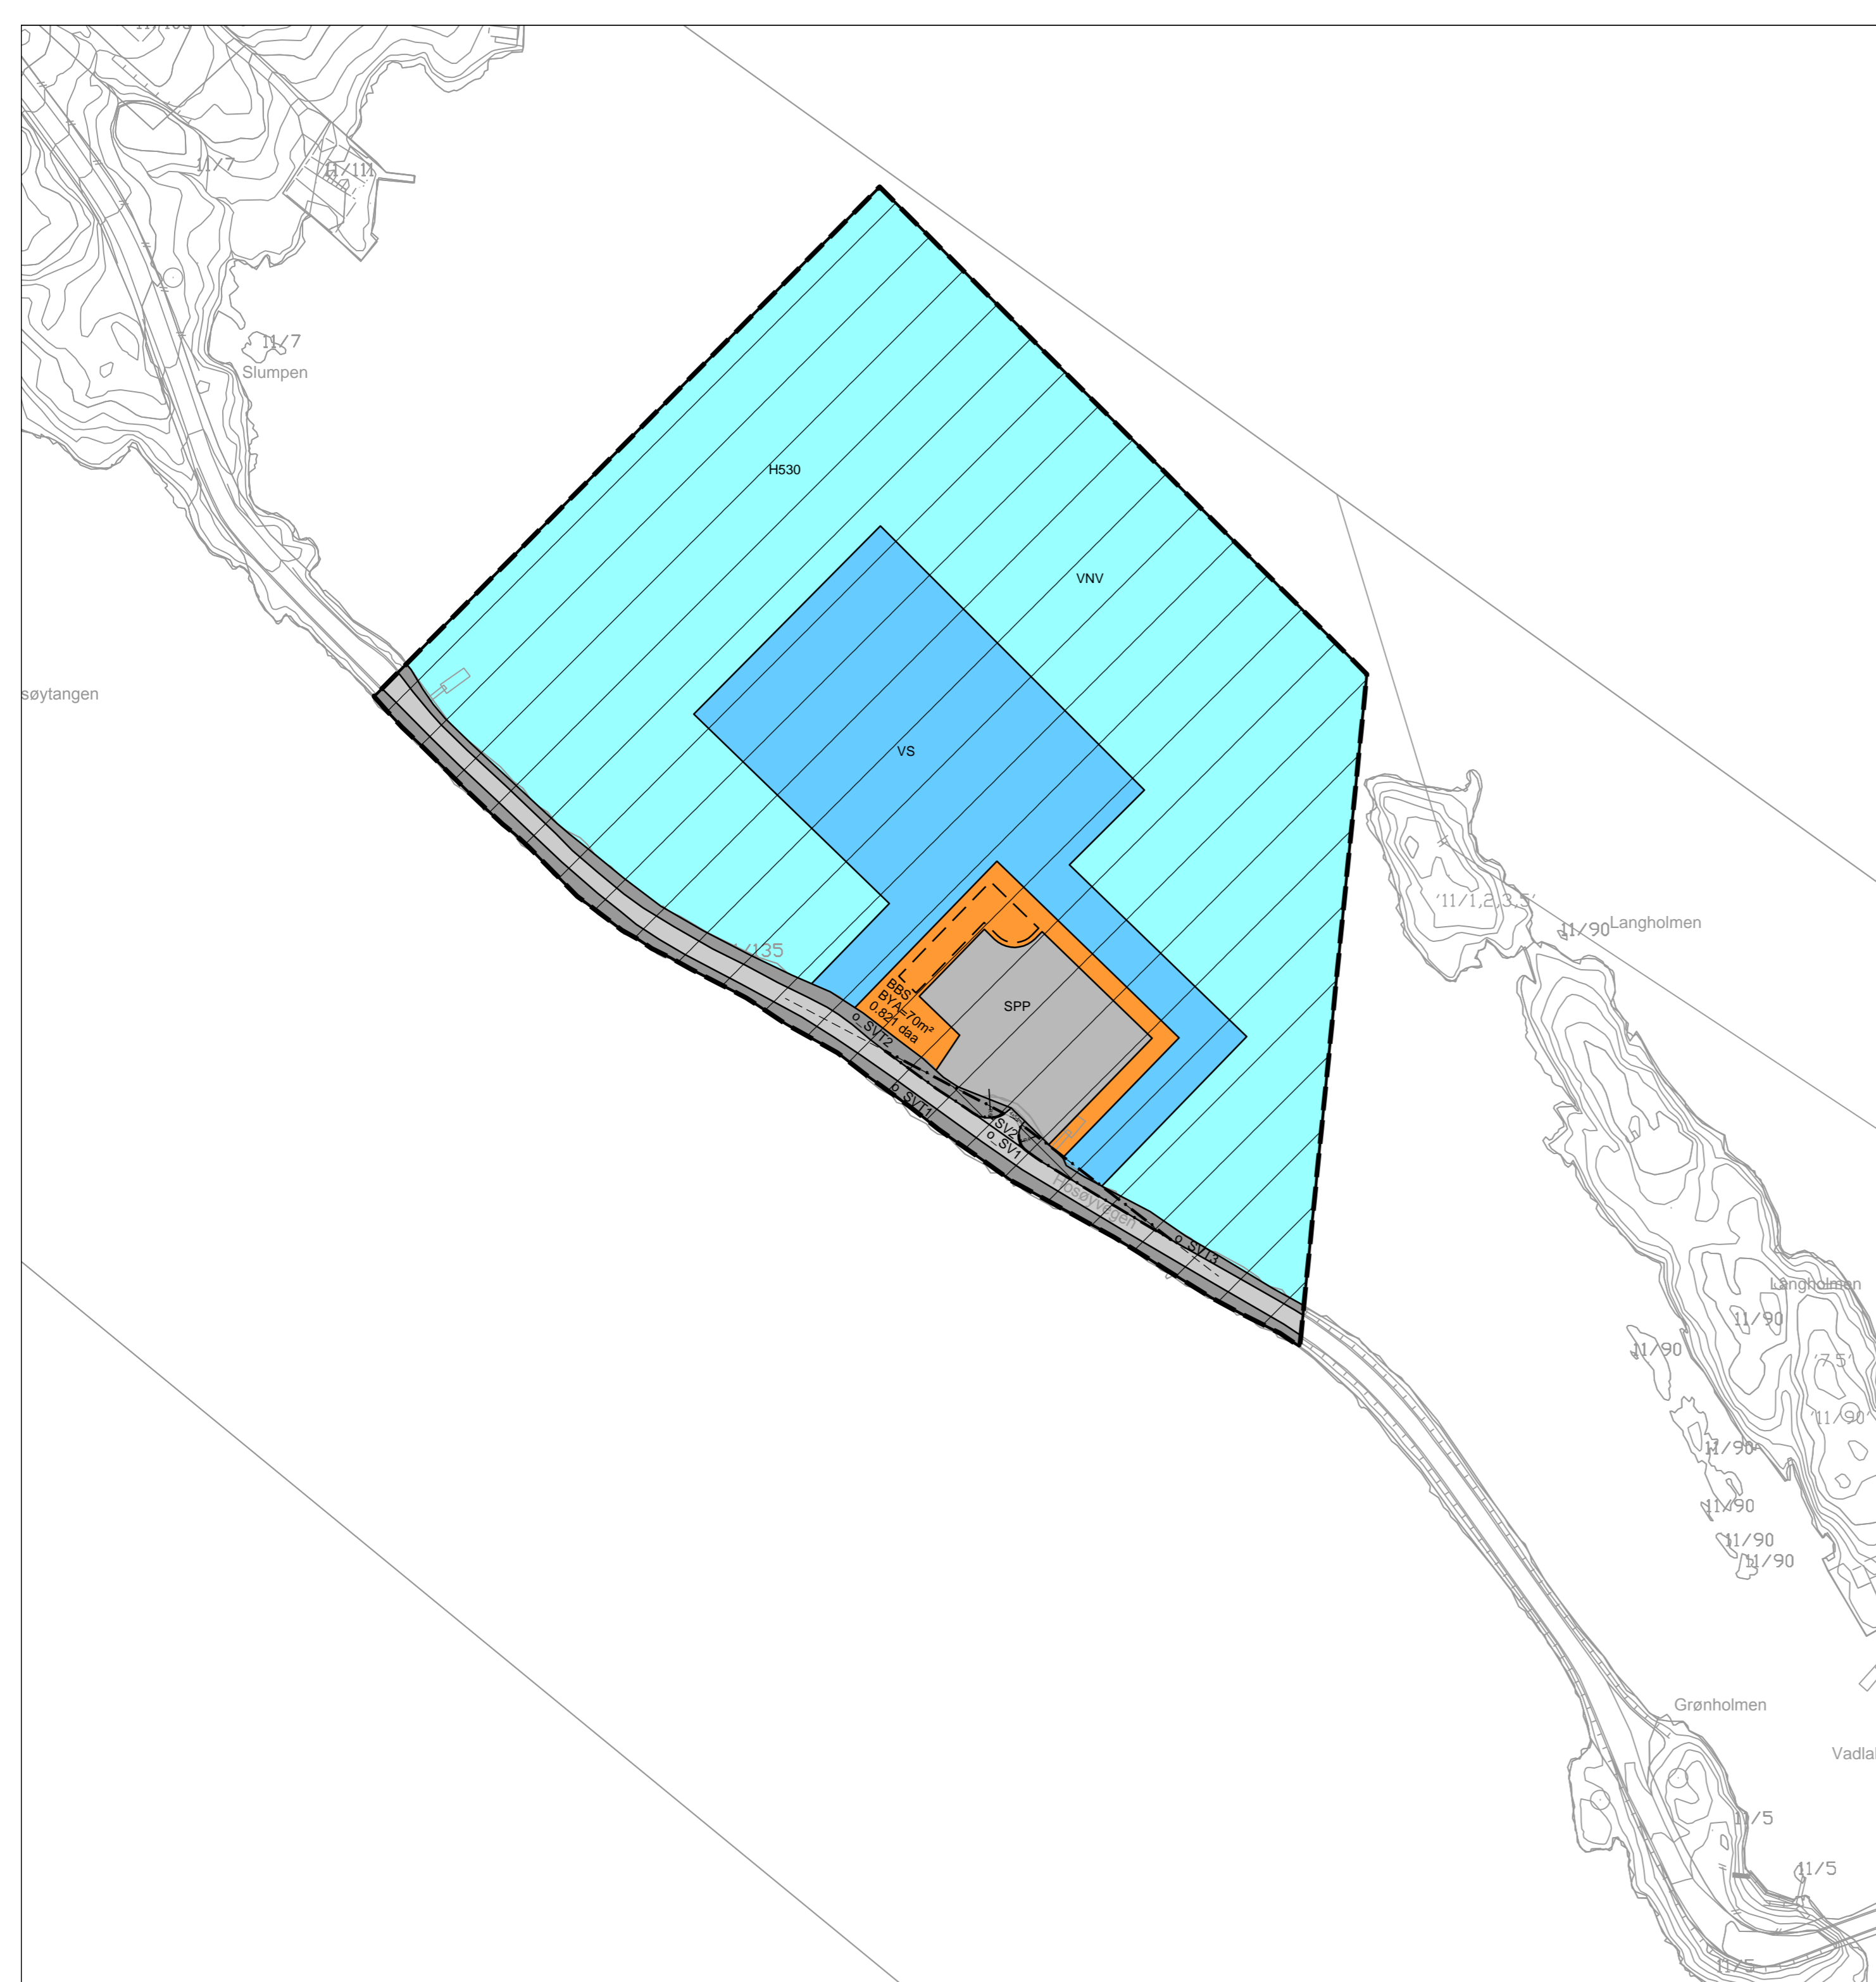 11/7
11/111
11/7
Slumpen
H530
VNV
søytangen
VS
'11/1,2,3,5'
11/90
Langholmen
/135
BBS
BYA=70m²
0.821 daa
SPP
o_SVT2
o_SVT1
SV2
o_SV1
Hosøyvegen
o_SVT3
Langholmen
11/90
11/90
'7,5'
'11/90'
11/90
11/90
11/90
11/90
Grønholmen
11/5
11/5
11/5